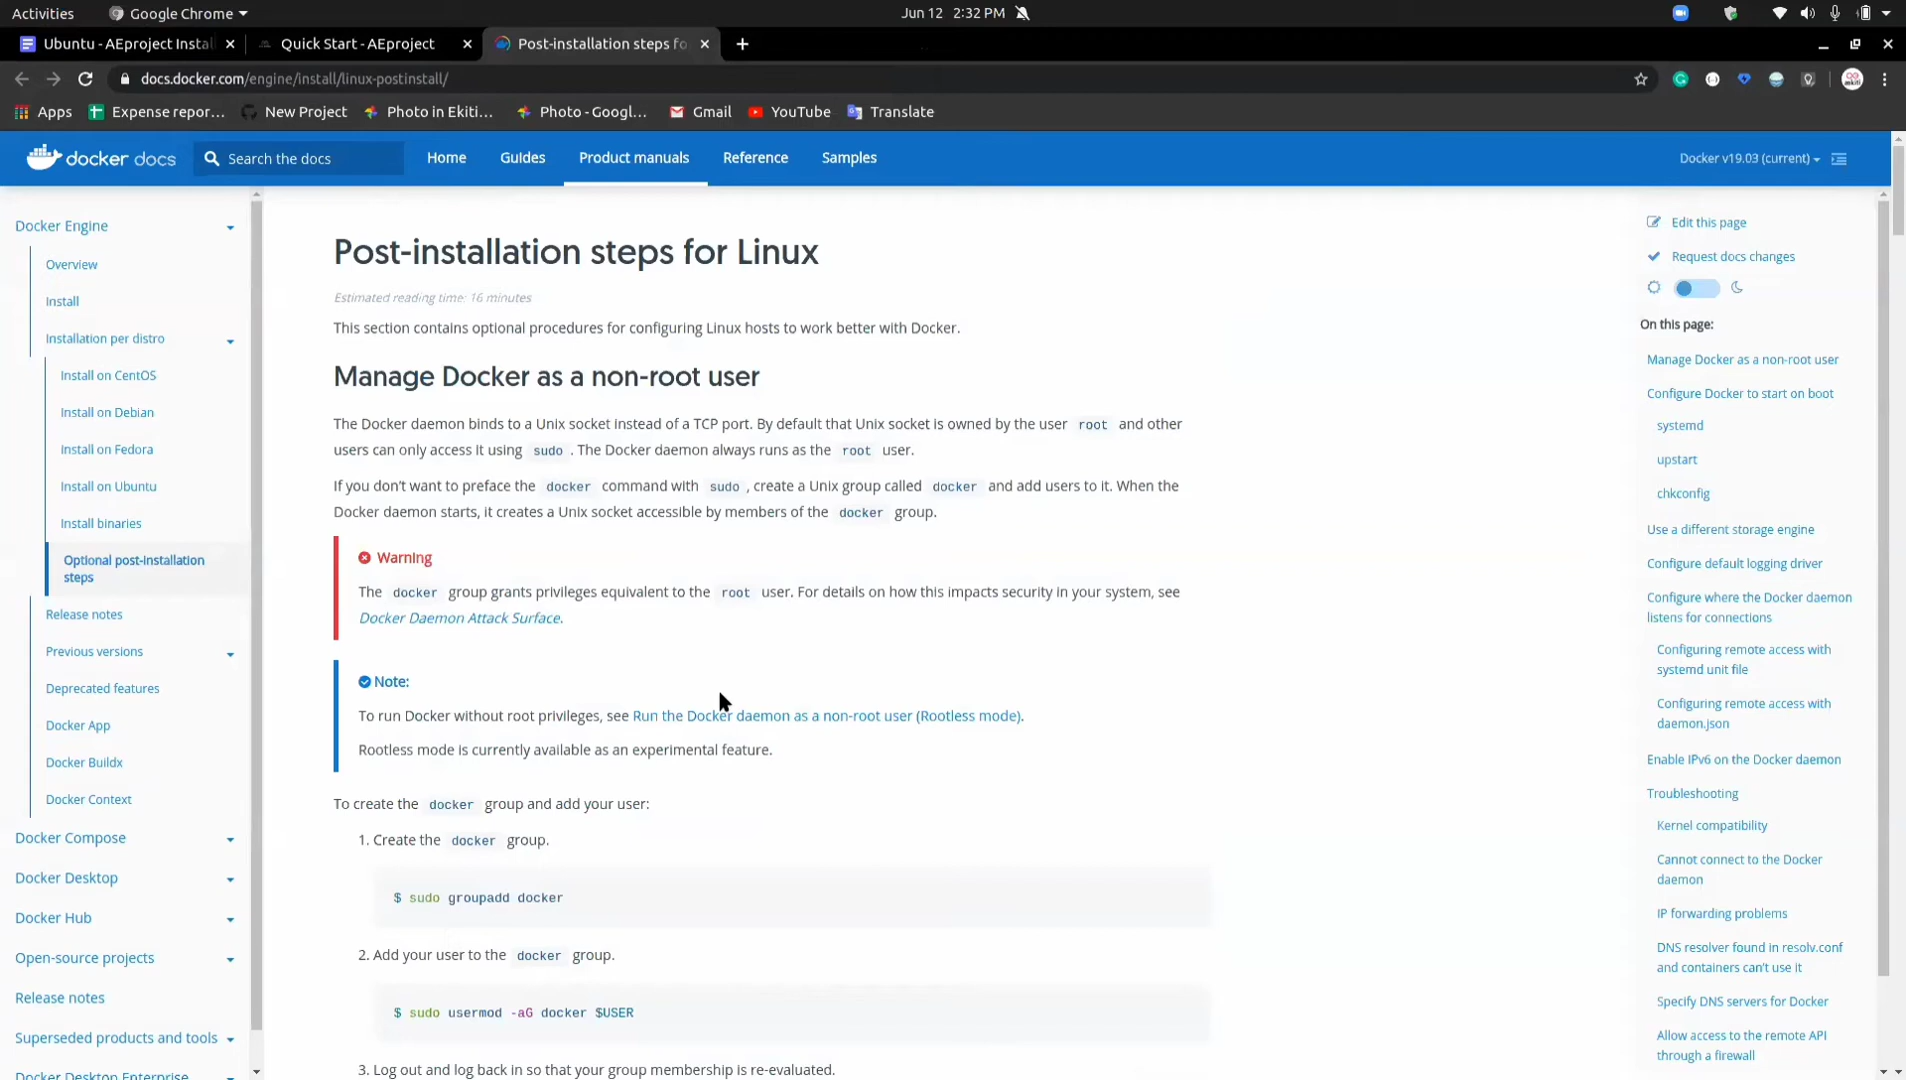 Activities Google Chrome Jun 12 2:32 PM
Ubuntu - AEproject Instal Quick Start - AEproject Post-installation steps fo
docs.docker.com/engine/install/linux-postinstall/
Apps Expense repor... New Project Photo in Ekiti... Photo - Googl... Gmail YouTube Translate
docker docs Search the docs Home Guides Product manuals Reference Samples Docker v19.03 (current)
Docker Engine
Overview
Install
Installation per distro
Install on CentOS
Install on Debian
Install on Fedora
Install on Ubuntu
Install binaries
Optional post-installation
steps
Release notes
Previous versions
Deprecated features
Docker App
Docker Buildx
Docker Context
Docker Compose
Docker Desktop
Docker Hub
Open-source projects
Release notes
Superseded products and tools
Docker Desktop Enterprise
Post-installation steps for Linux
Estimated reading time: 16 minutes
This section contains optional procedures for configuring Linux hosts to work better with Docker.
Manage Docker as a non-root user
The Docker daemon binds to a Unix socket instead of a TCP port. By default that Unix socket is owned by the user root and other
users can only access it using sudo . The Docker daemon always runs as the root user.
If you don't want to preface the docker command with sudo , create a Unix group called docker and add users to it. When the
Docker daemon starts, it creates a Unix socket accessible by members of the docker group.
Warning
The docker group grants privileges equivalent to the root user. For details on how this impacts security in your system, see
Docker Daemon Attack Surface.
Note:
To run Docker without root privileges, see Run the Docker daemon as a non-root user (Rootless mode).
Rootless mode is currently available as an experimental feature.
To create the docker group and add your user:
1. Create the docker group.
$ sudo groupadd docker
2. Add your user to the docker group.
$ sudo usermod -aG docker $USER
3. Log out and log back in so that your group membership is re-evaluated.
Edit this page
Request docs changes
On this page:
Manage Docker as a non-root user
Configure Docker to start on boot
systemd
upstart
chkconfig
Use a different storage engine
Configure default logging driver
Configure where the Docker daemon
listens for connections
Configuring remote access with
systemd unit file
Configuring remote access with
daemon.json
Enable IPv6 on the Docker daemon
Troubleshooting
Kernel compatibility
Cannot connect to the Docker
daemon
IP forwarding problems
DNS resolver found in resolv.conf
and containers can't use it
Specify DNS servers for Docker
Allow access to the remote API
through a firewall